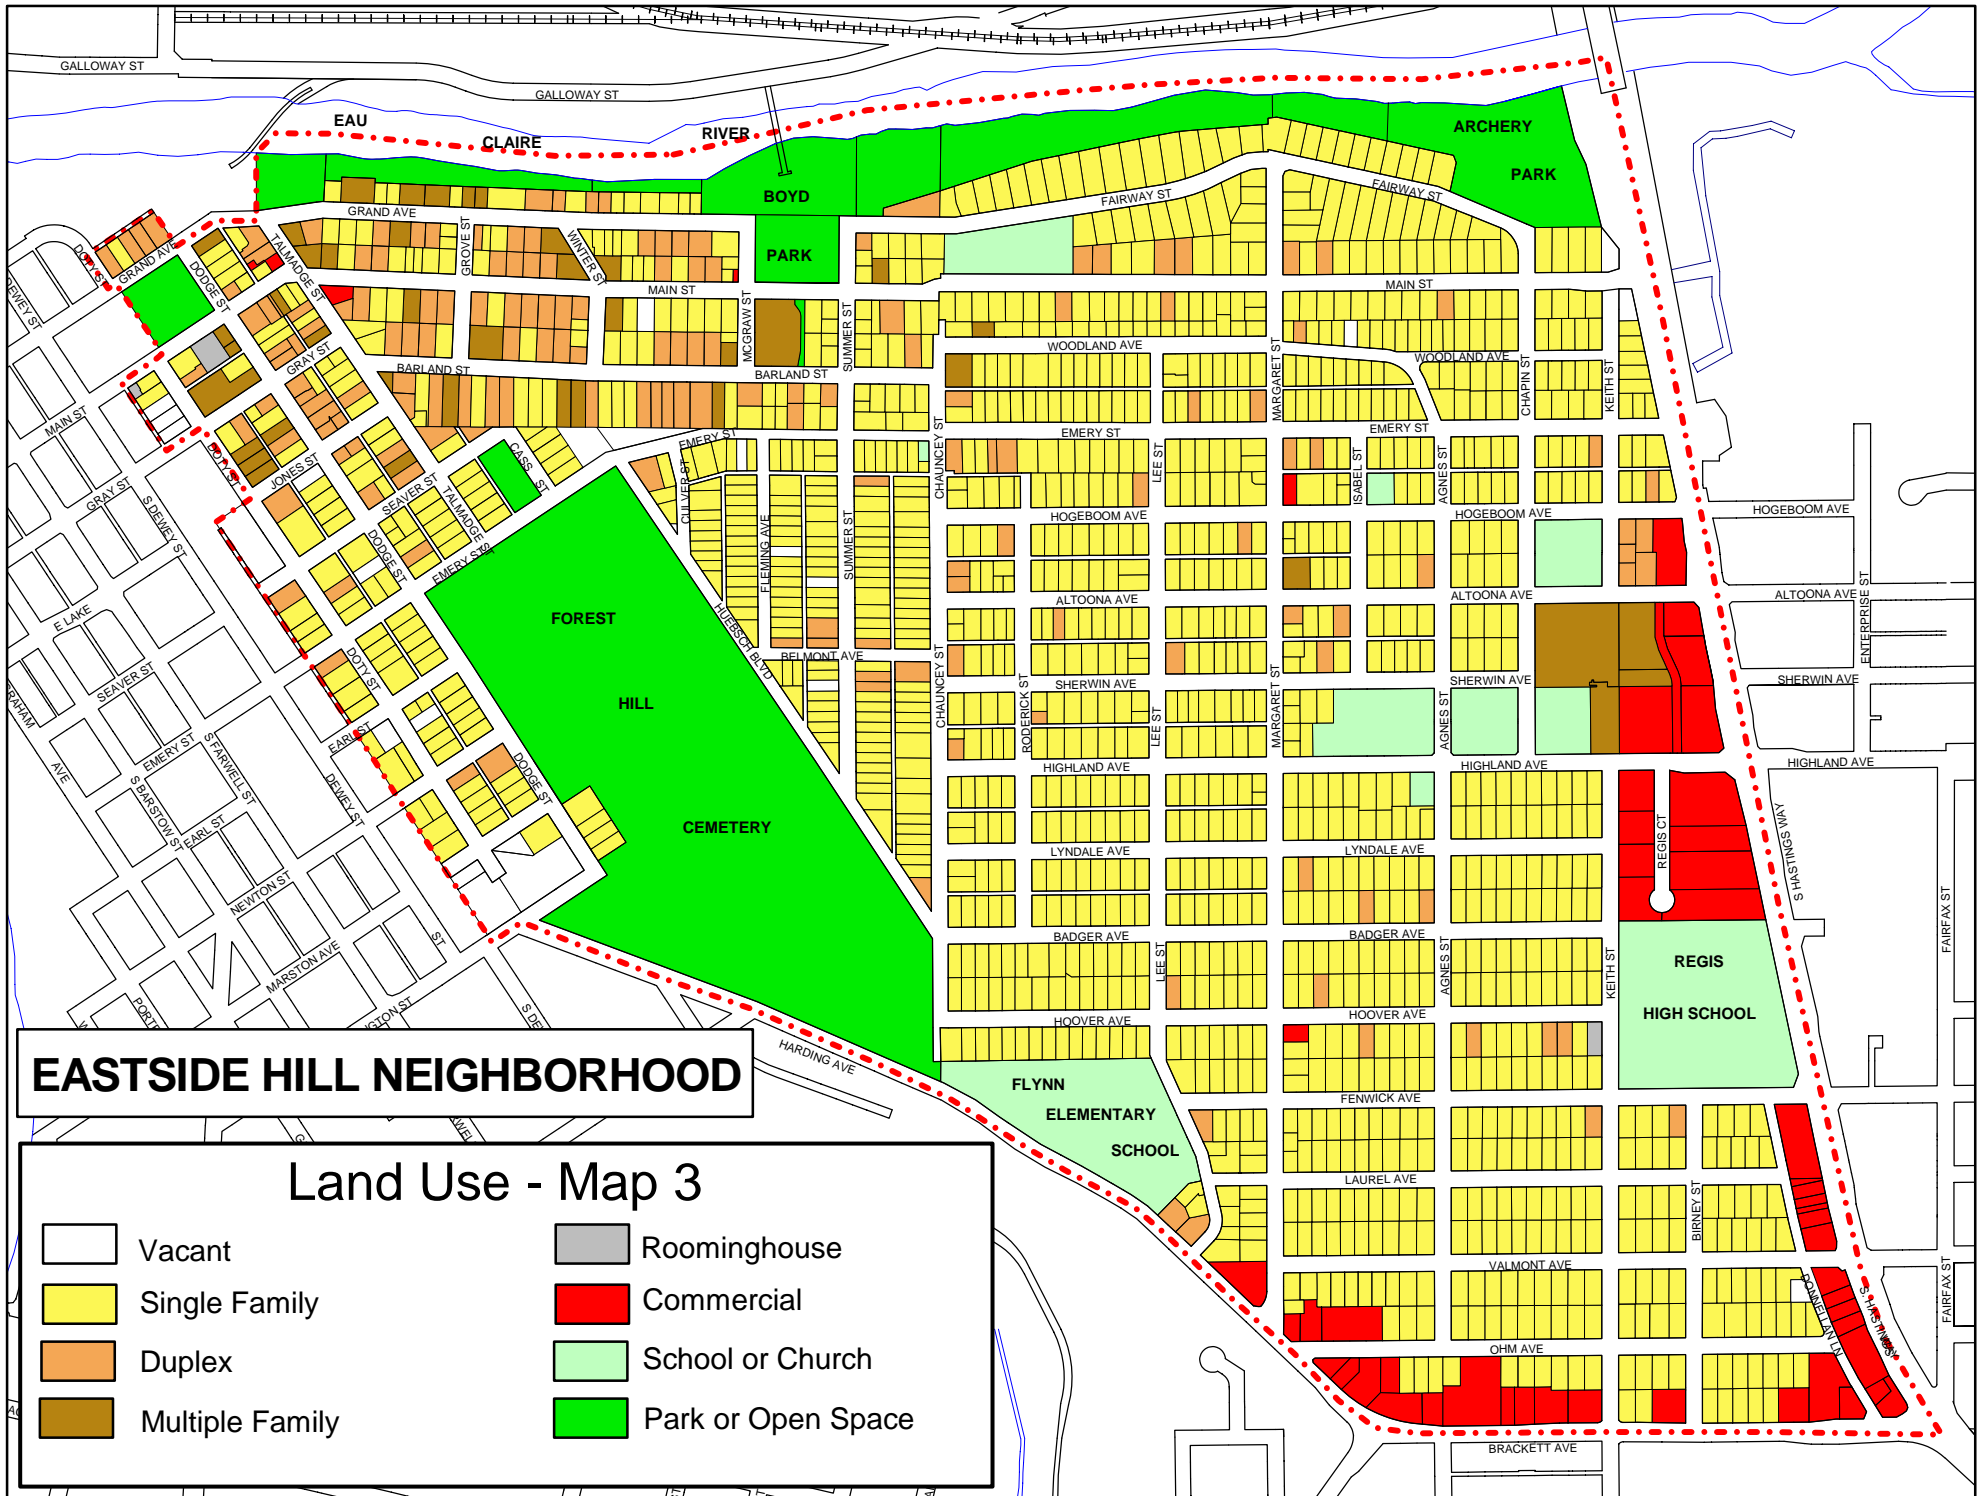 GALLOWAY ST
GALLOWAY ST
EAU
CLAIRE
RIVER
ARCHERY
PARK
BOYD
PARK
FAIRWAY ST
FAIRWAY ST
GRAND AVE
GRAND AVE
DOTY ST
DODGE ST
TALMADGE ST
GROVE ST
WINTER ST
DEWEY ST
MAIN ST
MAIN ST
MCGRAW ST
SUMMER ST
WOODLAND AVE
WOODLAND AVE
GRAY ST
BARLAND ST
BARLAND ST
MARGARET ST
CHAPIN ST
KEITH ST
MAIN ST
EMERY ST
EMERY ST
EMERY ST
CHAUNCEY ST
LEE ST
ISABEL ST
AGNES ST
CASS ST
DOTY ST
JONES ST
SEAVER ST
TALMADGE ST
CULVER ST
GRAY ST
S DEWEY ST
HOGEBOOM AVE
HOGEBOOM AVE
HOGEBOOM AVE
FLEMING AVE
SUMMER ST
DODGE ST
EMERY ST
FOREST
HILL
CEMETERY
HUEBSCH BLVD
ALTOONA AVE
ALTOONA AVE
ALTOONA AVE
ENTERPRISE ST
E LAKE
BELMONT AVE
DOTY ST
SEAVER ST
SHERWIN AVE
SHERWIN AVE
SHERWIN AVE
CHAUNCEY ST
RODERICK ST
LEE ST
MARGARET ST
AGNES ST
EARL ST
EMERY ST
S FARWELL ST
AVE
HIGHLAND AVE
HIGHLAND AVE
HIGHLAND AVE
DODGE ST
DEWEY ST
S BARSTOW ST
EARL ST
S HASTINGS WAY
REGIS CT
LYNDALE AVE
LYNDALE AVE
NEWTON ST
FAIRFAX ST
BADGER AVE
BADGER AVE
MARSTON AVE
ST
LEE ST
AGNES ST
KEITH ST
REGIS
HIGH SCHOOL
HOOVER AVE
HOOVER AVE
HARDING AVE
EASTSIDE HILL NEIGHBORHOOD
FLYNN
ELEMENTARY
SCHOOL
FENWICK AVE
LAUREL AVE
BIRNEY ST
VALMONT AVE
FAIRFAX ST
DONNELLAN LN
OHM AVE
BRACKETT AVE
Land Use - Map 3
Vacant
Roominghouse
Single Family
Commercial
Duplex
School or Church
Multiple Family
Park or Open Space